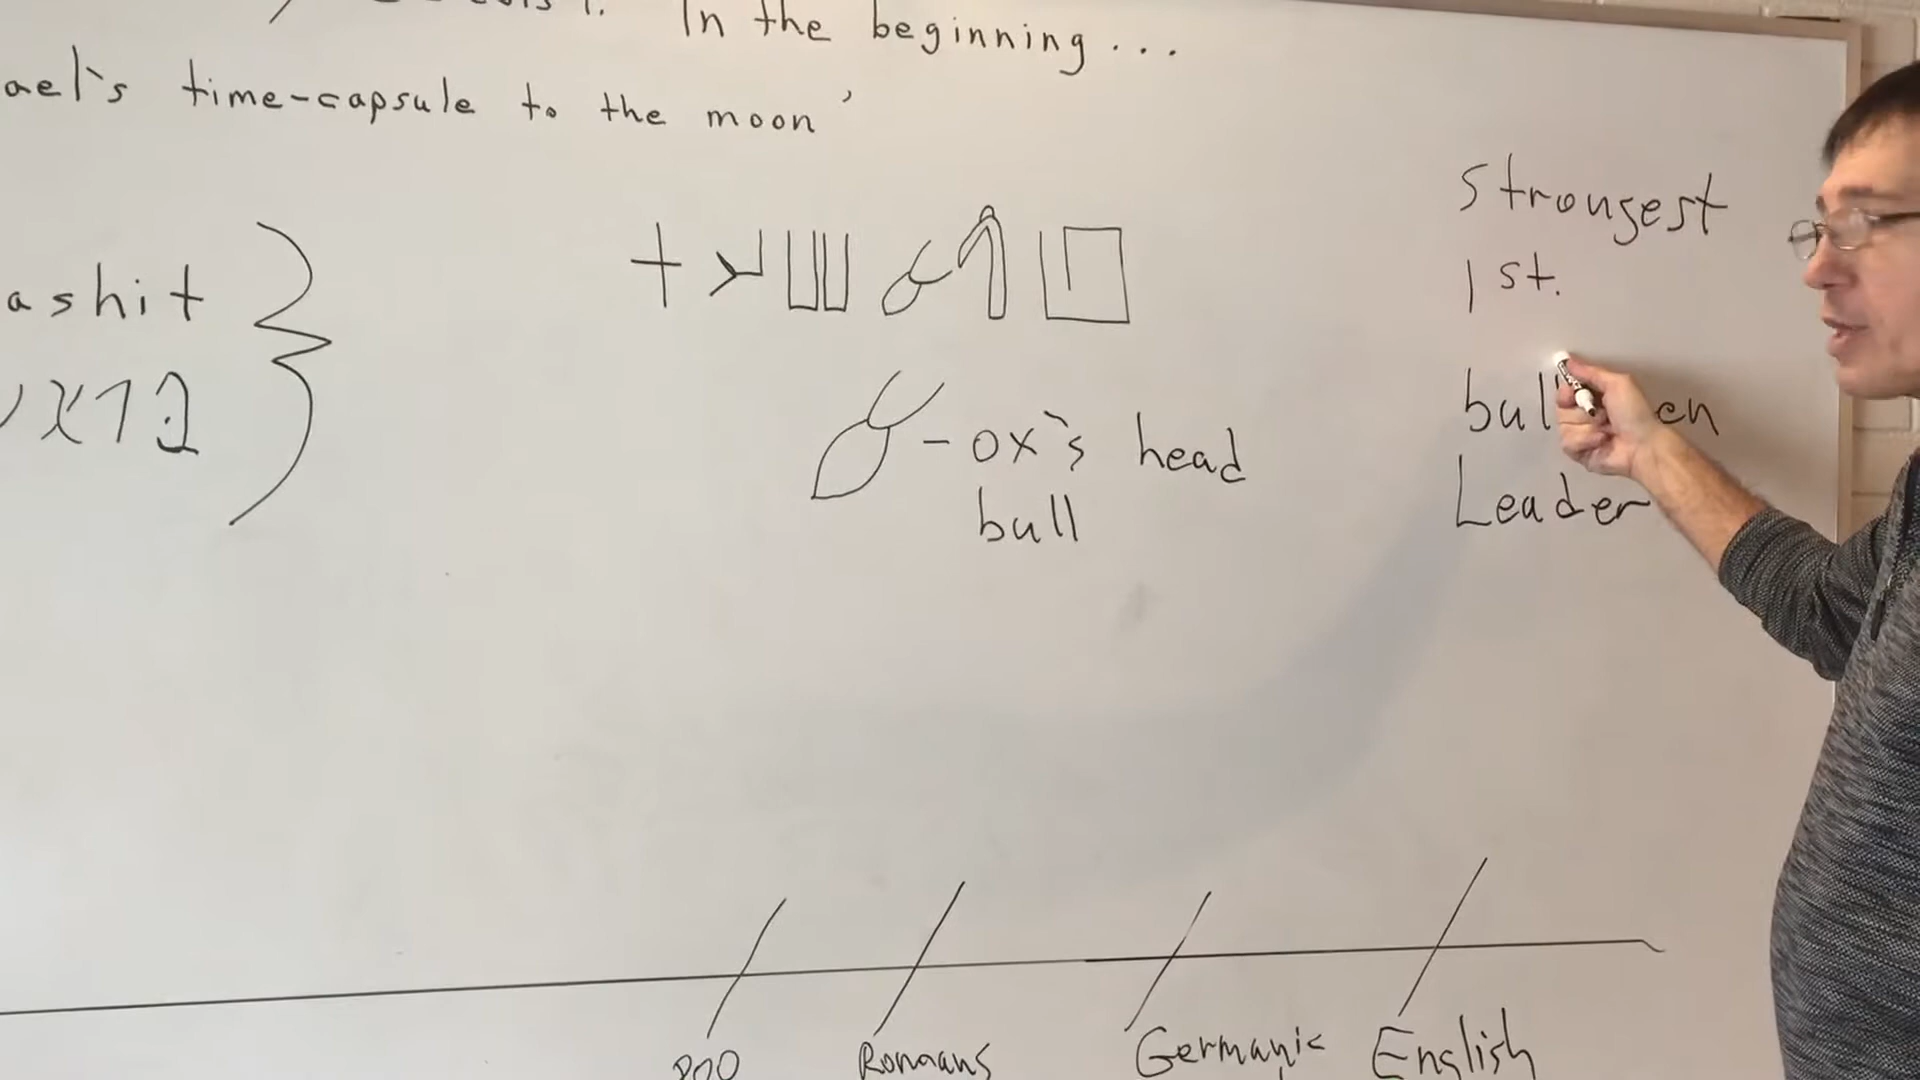 In the beginning...
ael's time-capsule to the moon'
ashit
- ox's head
bull
Strongest
1st.
Leader
Romans
Germanic
English